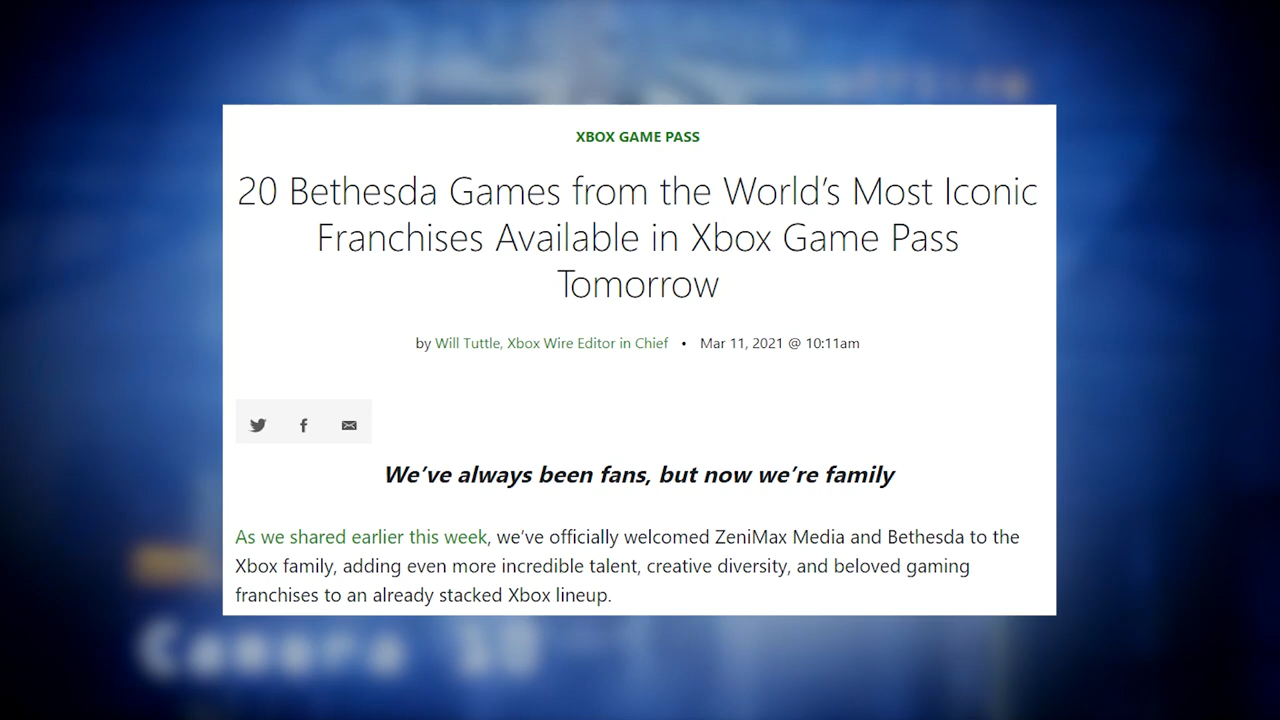 XBOX GAME PASS
20 Bethesda Games from the World's Most Iconic
Franchises Available in Xbox Game Pass
Tomorrow
by Will Tuttle, Xbox Wire Editor in Chief • Mar 11, 2021 @ 10:11am
We've always been fans, but now we're family
As we shared earlier this week, we've officially welcomed ZeniMax Media and Bethesda to the
Xbox family, adding even more incredible talent, creative diversity, and beloved gaming
franchises to an already stacked Xbox lineup.
Camera 10